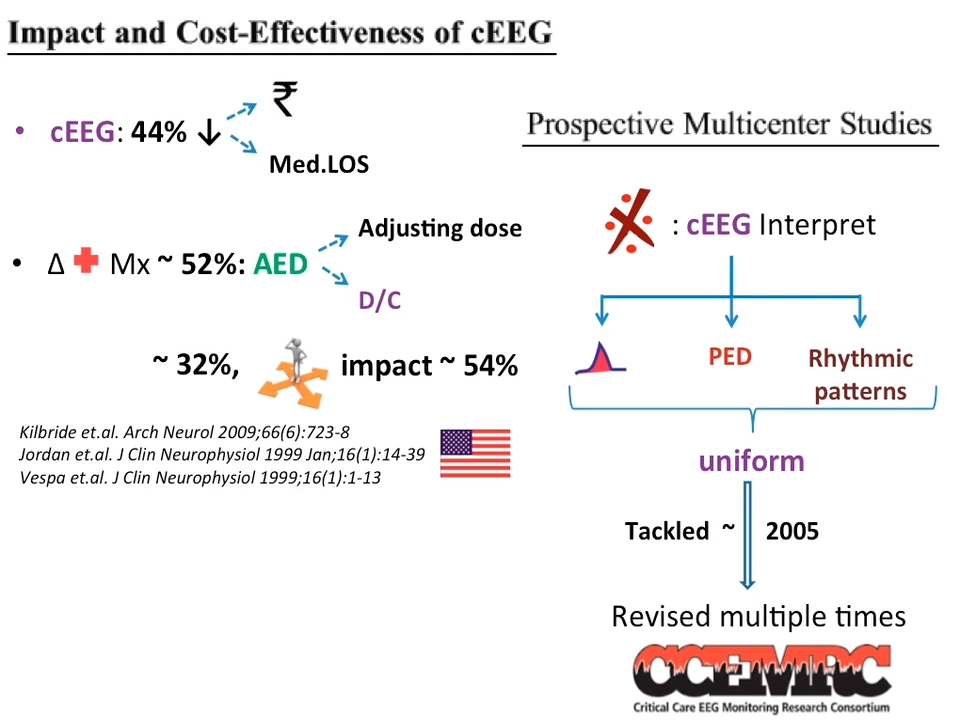 Impact and Cost-Effectiveness of cEEG
• cEEG: 44% ↓
₹
Med.LOS
• Δ Mx ~ 52%: AED
Adjusting dose
D/C
~ 32%, impact ~ 54%
Kilbride et.al. Arch Neurol 2009;66(6):723-8
Jordan et.al. J Clin Neurophysiol 1999 Jan;16(1):14-39
Vespa et.al. J Clin Neurophysiol 1999;16(1):1-13
Prospective Multicenter Studies
: cEEG Interpret
PED
Rhythmic
patterns
uniform
Tackled ~ 2005
Revised multiple times
CCEMRC
Critical Care EEG Monitoring Research Consortium